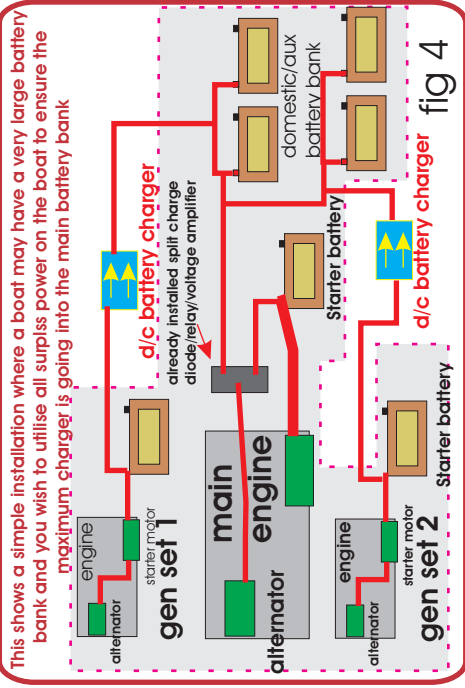 This shows a simple installation where a boat may have a very large battery
bank and you wish to utilise all surplss power on the boat to ensure the
maximum charger is going into the main battery bank
engine
alternator
starter motor
gen set 1
d/c battery charger
already installed split charge
diode/relay/voltage amplifier
domestic/aux
battery bank
main
engine
alternator
Starter battery
engine
alternator
starter motor
gen set 2
Starter battery
d/c battery charger
fig 4